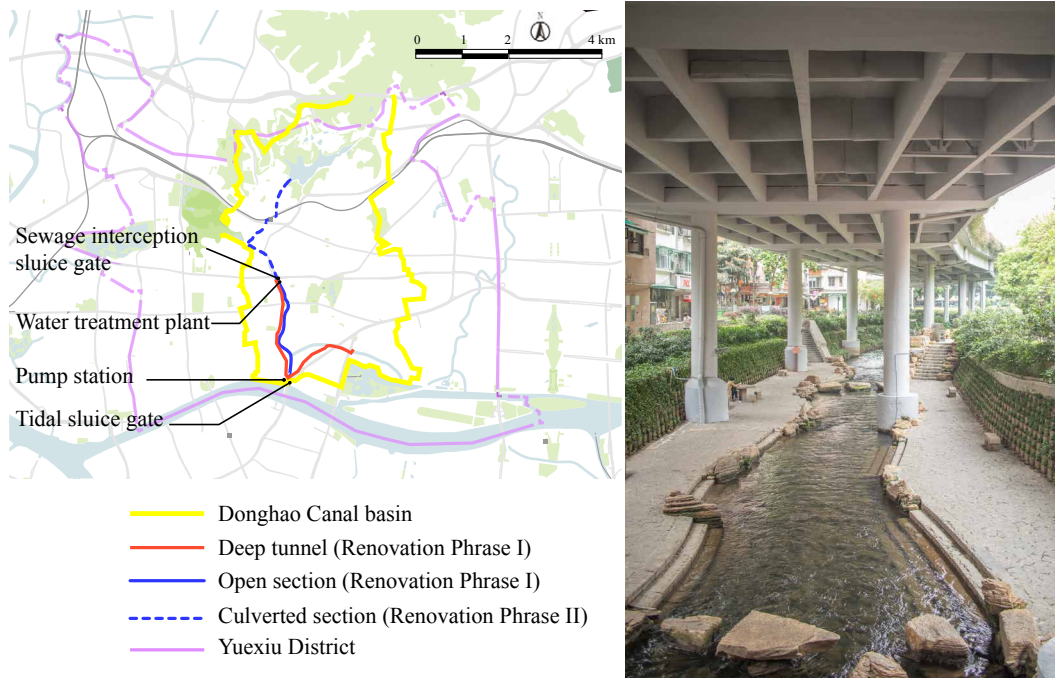 N
0 1 2 4 km
Sewage interception
sluice gate
Water treatment plant
Pump station
Tidal sluice gate
Donghao Canal basin
Deep tunnel (Renovation Phrase I)
Open section (Renovation Phrase I)
Culverted section (Renovation Phrase II)
Yuexiu District